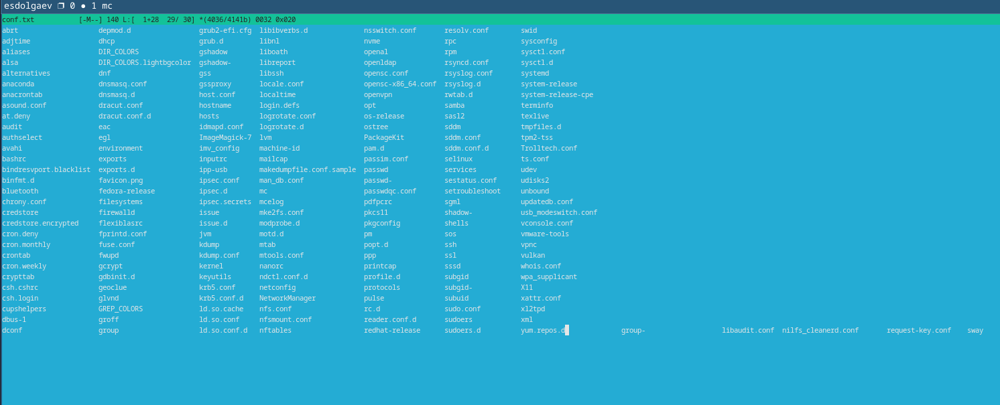 esdolgaev ❐ 0 ● 1 mc
conf.txt [-M--] 140 L:[ 1+28 29/ 30] *(4036/4141b) 0032 0x020
abrt depmod.d grub2-efi.cfg libibverbs.d nsswitch.conf resolv.conf swid
adjtime dhcp grub.d libnl nvme rpc sysconfig
aliases DIR_COLORS gshadow liboath openal rpm sysctl.conf
alsa DIR_COLORS.lightbgcolor gshadow- libreport openldap rsyncd.conf sysctl.d
alternatives dnf gss libssh opensc.conf rsyslog.conf systemd
anaconda dnsmasq.conf gssproxy locale.conf opensc-x86_64.conf rsyslog.d system-release
anacrontab dnsmasq.d host.conf localtime openvpn rwtab.d system-release-cpe
asound.conf dracut.conf hostname login.defs opt samba terminfo
at.deny dracut.conf.d hosts logrotate.conf os-release sasl2 texlive
audit eac idmapd.conf logrotate.d ostree sddm tmpfiles.d
authselect egl ImageMagick-7 lvm PackageKit sddm.conf tpm2-tss
avahi environment imv_config machine-id pam.d sddm.conf.d Trolltech.conf
bashrc exports inputrc mailcap passim.conf selinux ts.conf
bindresvport.blacklist exports.d ipp-usb makedumpfile.conf.sample passwd services udev
binfmt.d favicon.png ipsec.conf man_db.conf passwd- sestatus.conf udisks2
bluetooth fedora-release ipsec.d mc passwdqc.conf setroubleshoot unbound
chrony.conf filesystems ipsec.secrets mcelog pdfpcrc sgml updatedb.conf
credstore firewalld issue mke2fs.conf pkcs11 shadow- usb_modeswitch.conf
credstore.encrypted flexiblasrc issue.d modprobe.d pkgconfig shells vconsole.conf
cron.deny fprintd.conf jvm motd.d pm sos vmware-tools
cron.monthly fuse.conf kdump mtab popt.d ssh vpnc
crontab fwupd kdump.conf mtools.conf ppp ssl vulkan
cron.weekly gcrypt kernel nanorc printcap sssd whois.conf
crypttab gdbinit.d keyutils ndctl.conf.d profile.d subgid wpa_supplicant
csh.cshrc geoclue krb5.conf netconfig protocols subgid- X11
csh.login glvnd krb5.conf.d NetworkManager pulse subuid xattr.conf
cupshelpers GREP_COLORS ld.so.cache nfs.conf rc.d sudo.conf xl2tpd
dbus-1 groff ld.so.conf nfsmount.conf reader.conf.d sudoers xml
dconf group ld.so.conf.d nftables redhat-release sudoers.d yum.repos.d group- libaudit.conf nilfs_cleanerd.conf request-key.conf sway